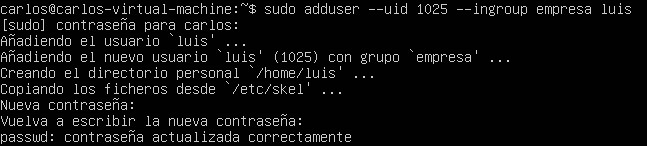 carlos@carlos-virtual-machine:~$ sudo adduser --uid 1025 --ingroup empresa luis
[sudo] contraseña para carlos:
Añadiendo el usuario `luis' ...
Añadiendo el nuevo usuario `luis' (1025) con grupo `empresa' ...
Creando el directorio personal `/home/luis' ...
Copiando los ficheros desde `/etc/skel' ...
Nueva contraseña:
Vuelva a escribir la nueva contraseña:
passwd: contraseña actualizada correctamente